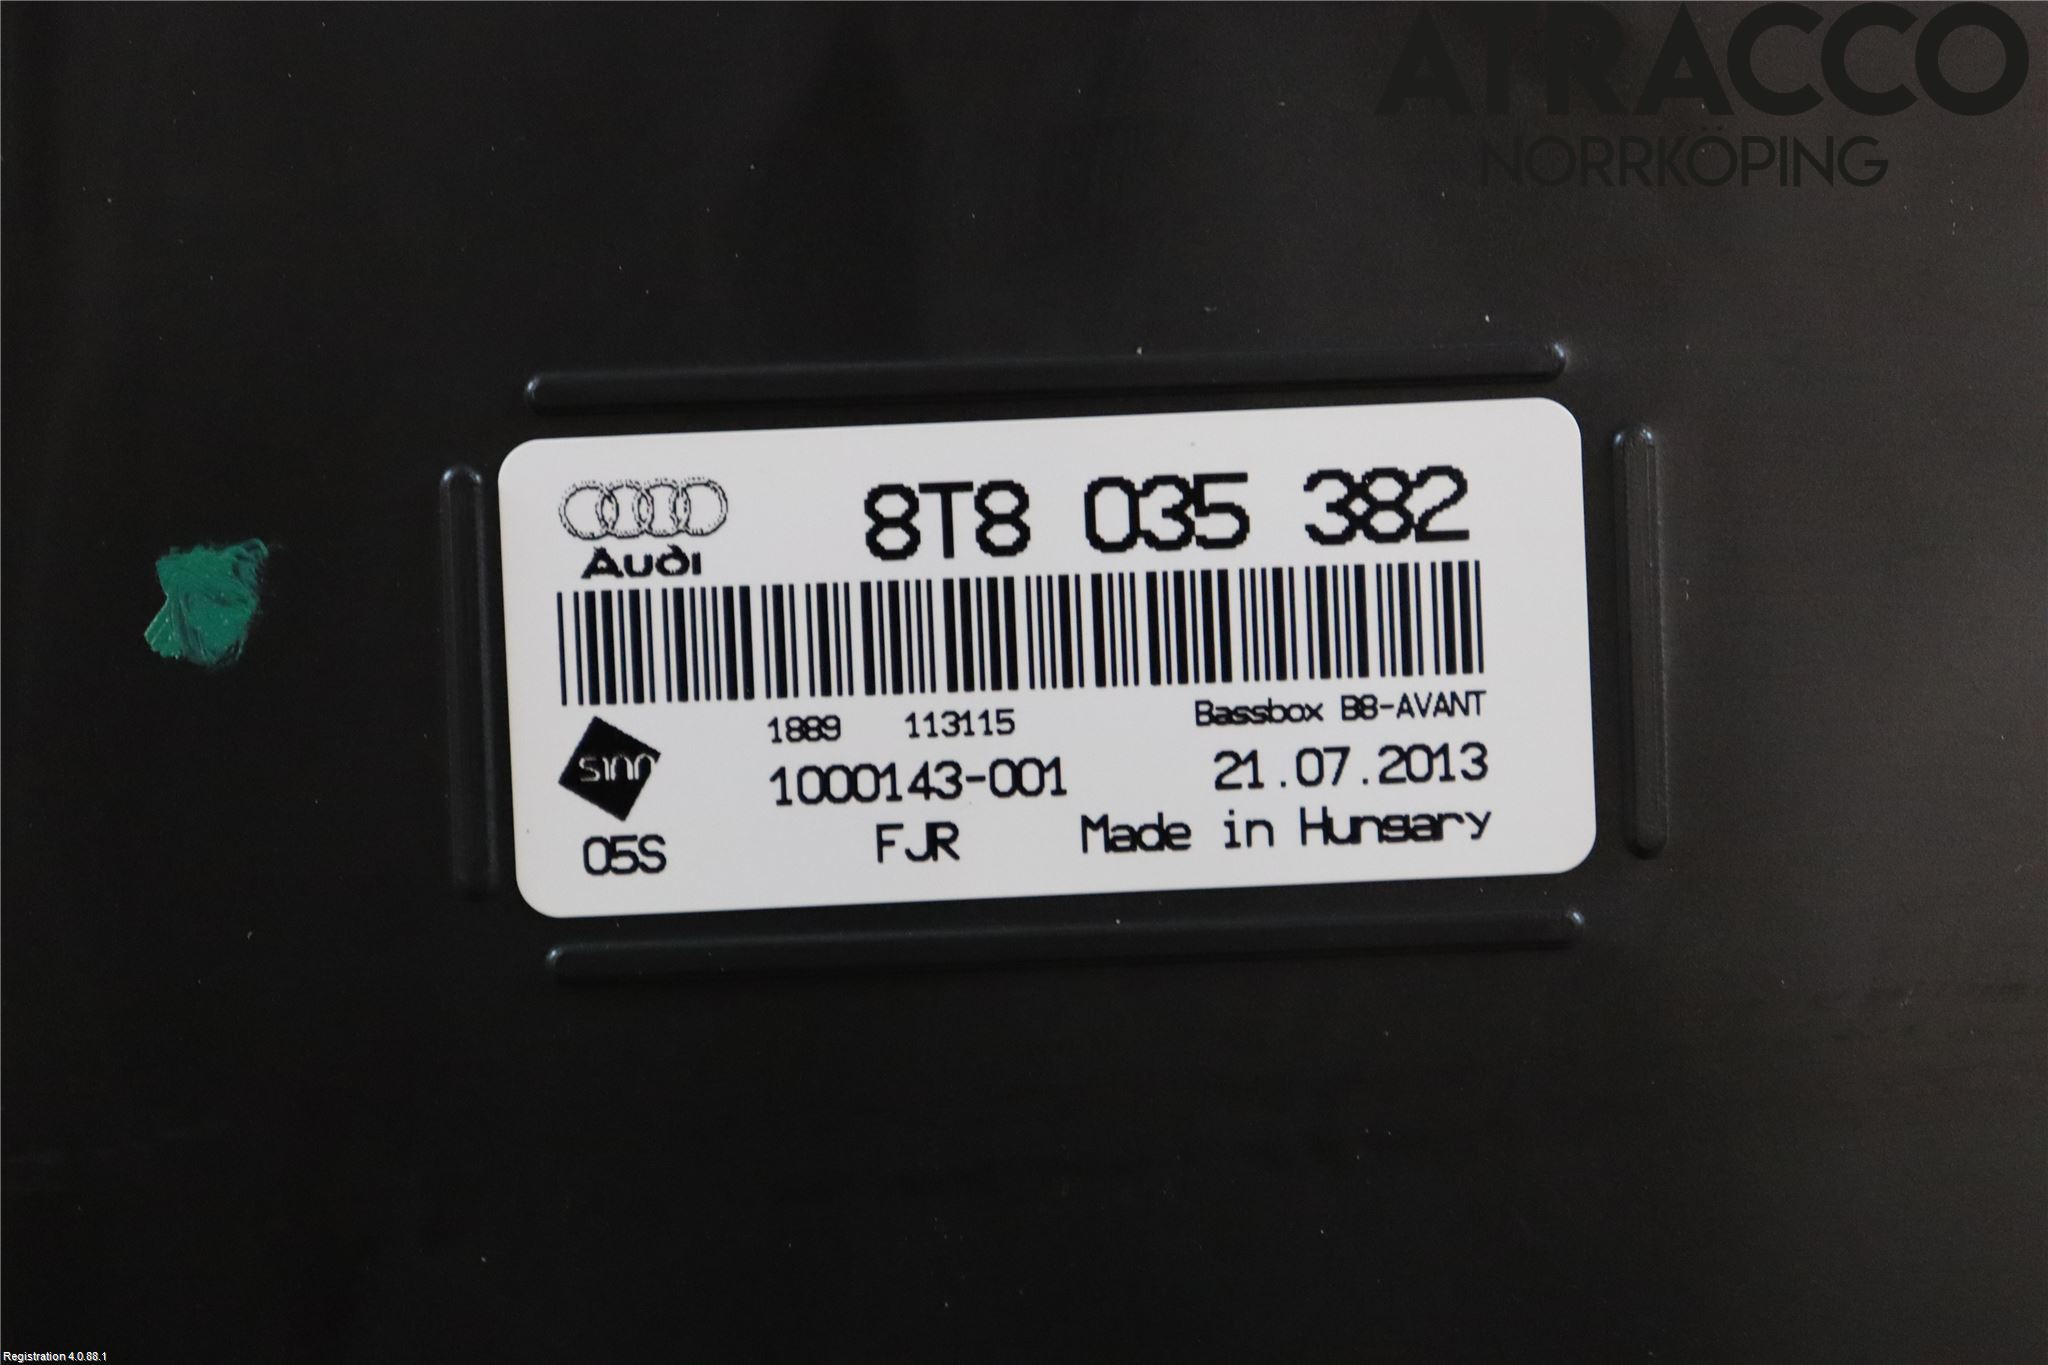 ATRACCO
NORRKÖPING
8T8 035 382
Audi
1889 113115 Bassbox B8-AVANT
sinn
1000143-001 21.07.2013
05S FJR Made in Hungary
Registration 4.0.88.1